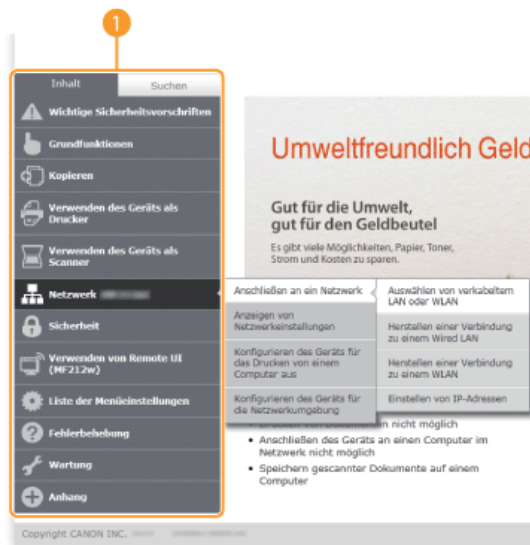 1
Inhalt
Suchen
Wichtige Sicherheitsvorschriften
Grundfunktionen
Kopieren
Verwenden des Geräts als
Drucker
Verwenden des Geräts als
Scanner
Netzwerk
Sicherheit
Verwenden von Remote UI
(MF212w)
Liste der Menüeinstellungen
Fehlerbehebung
Wartung
Anhang
Anschließen an ein Netzwerk
Anzeigen von
Netzwerkeinstellungen
Konfigurieren des Geräts für
das Drucken von einem
Computer aus
Konfigurieren des Geräts für
die Netzwerkumgebung
Auswählen von verkabeltem
LAN oder WLAN
Herstellen einer Verbindung
zu einem Wired LAN
Herstellen einer Verbindung
zu einem WLAN
Einstellen von IP-Adressen
Umweltfreundlich Geld
Gut für die Umwelt,
gut für den Geldbeutel
Es gibt viele Möglichkeiten, Papier, Toner,
Strom und Kosten zu sparen.
nicht möglich
• Anschließen des Geräts an einen Computer im
Netzwerk nicht möglich
• Speichern gescannter Dokumente auf einem
Computer
Copyright CANON INC.